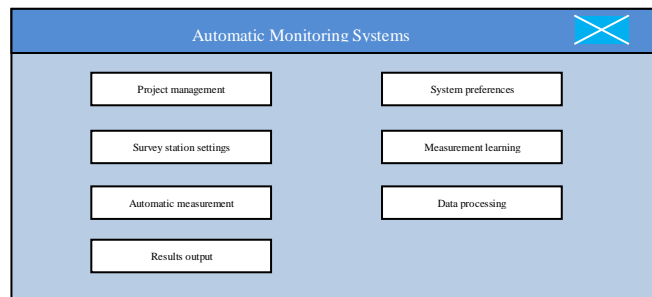 Automatic Monitoring Systems
Project management
System preferences
Survey station settings
Measurement learning
Automatic measurement
Data processing
Results output